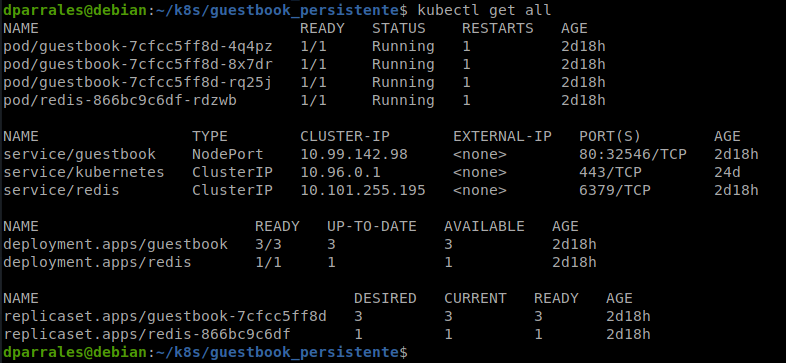 dparrales@debian:~/k8s/guestbook_persistente$ kubectl get all
NAME                             READY   STATUS    RESTARTS   AGE
pod/guestbook-7cfcc5ff8d-4q4pz   1/1     Running   1          2d18h
pod/guestbook-7cfcc5ff8d-8x7dr   1/1     Running   1          2d18h
pod/guestbook-7cfcc5ff8d-rq25j   1/1     Running   1          2d18h
pod/redis-866bc9c6df-rdzwb       1/1     Running   1          2d18h

NAME                 TYPE        CLUSTER-IP       EXTERNAL-IP   PORT(S)        AGE
service/guestbook    NodePort    10.99.142.98     <none>        80:32546/TCP   2d18h
service/kubernetes   ClusterIP   10.96.0.1        <none>        443/TCP        24d
service/redis        ClusterIP   10.101.255.195   <none>        6379/TCP       2d18h

NAME                        READY   UP-TO-DATE   AVAILABLE   AGE
deployment.apps/guestbook   3/3     3            3           2d18h
deployment.apps/redis       1/1     1            1           2d18h

NAME                                   DESIRED   CURRENT   READY   AGE
replicaset.apps/guestbook-7cfcc5ff8d   3         3         3       2d18h
replicaset.apps/redis-866bc9c6df       1         1         1       2d18h
dparrales@debian:~/k8s/guestbook_persistente$